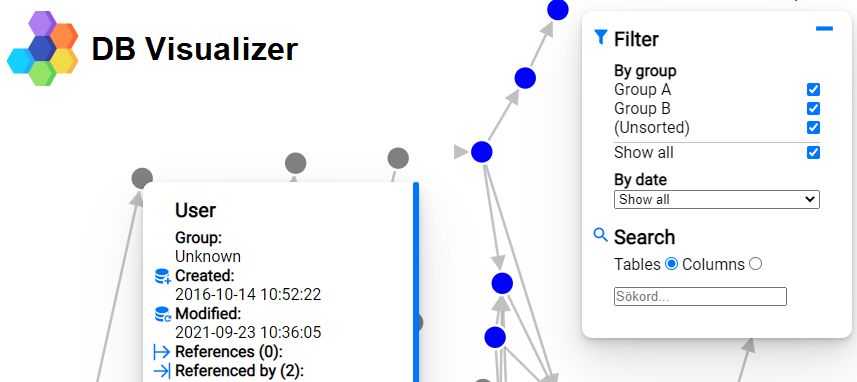 DB Visualizer
User
Group:
Unknown
Created:
2016-10-14 10:52:22
Modified:
2021-09-23 10:36:05
References (0):
Referenced by (2):
Filter
By group
Group A
Group B
(Unsorted)
Show all
By date
Show all
Search
Tables Columns
Sökord...